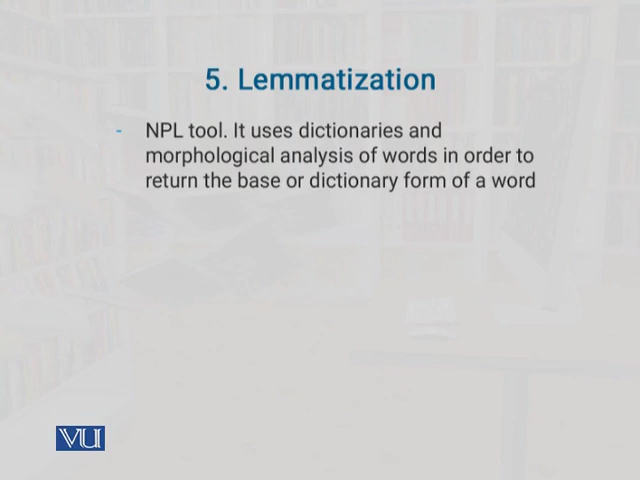 5. Lemmatization
- NPL tool. It uses dictionaries and
morphological analysis of words in order to
return the base or dictionary form of a word
VU